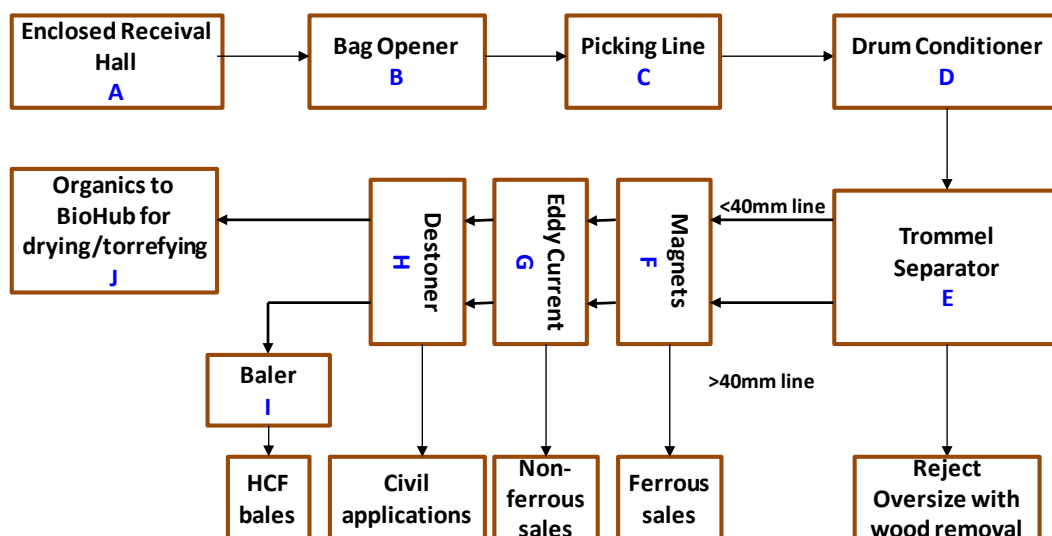 Enclosed Receival
Hall
A
Bag Opener
B
Picking Line
C
Drum Conditioner
D
Organics to
BioHub for
drying/torrefying
J
Destoner
H
Eddy Current
G
Magnets
F
<40mm line
Trommel
Separator
E
>40mm line
Baler
I
HCF
bales
Civil
applications
Non-
ferrous
sales
Ferrous
sales
Reject
Oversize with
wood removal